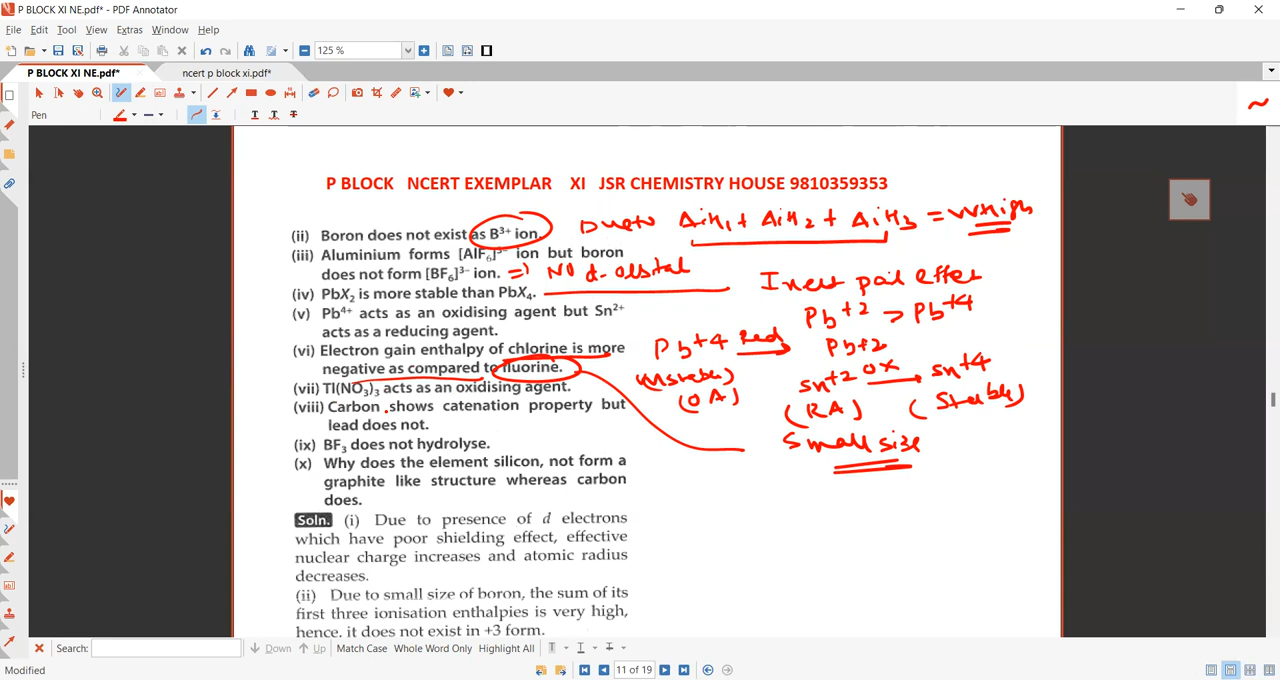 P BLOCK XI NE.pdf* - PDF Annotator
File Edit Tool View Extras Window Help
125 %
P BLOCK XI NE.pdf* ncert p block xi.pdf*
Pen
P BLOCK NCERT EXEMPLAR XI JSR CHEMISTRY HOUSE 9810359353
(ii) Boron does not exist as B³⁺ ion.
Due to ΔiH1 + ΔiH2 + ΔiH3 = V V high
(iii) Aluminium forms [AlF₆]³⁻ ion but boron
does not form [BF₆]³⁻ ion. ⇒ No d-orbital
(iv) PbX₂ is more stable than PbX₄.
Inert pair effect
Pb+2 > Pb+4
(v) Pb⁴⁺ acts as an oxidising agent but Sn²⁺
acts as a reducing agent.
Pb+4 Red Pb+2
(Unstable)
(OA)
Sn+2 OX Sn+4
(RA) (Stable)
(vi) Electron gain enthalpy of chlorine is more
negative as compared to fluorine.
Small size
(vii) Tl(NO₃)₃ acts as an oxidising agent.
(viii) Carbon shows catenation property but
lead does not.
(ix) BF₃ does not hydrolyse.
(x) Why does the element silicon, not form a
graphite like structure whereas carbon
does.
Soln. (i) Due to presence of d electrons
which have poor shielding effect, effective
nuclear charge increases and atomic radius
decreases.
(ii) Due to small size of boron, the sum of its
first three ionisation enthalpies is very high,
hence, it does not exist in +3 form.
Search: Down Up Match Case Whole Word Only Highlight All
Modified
11 of 19